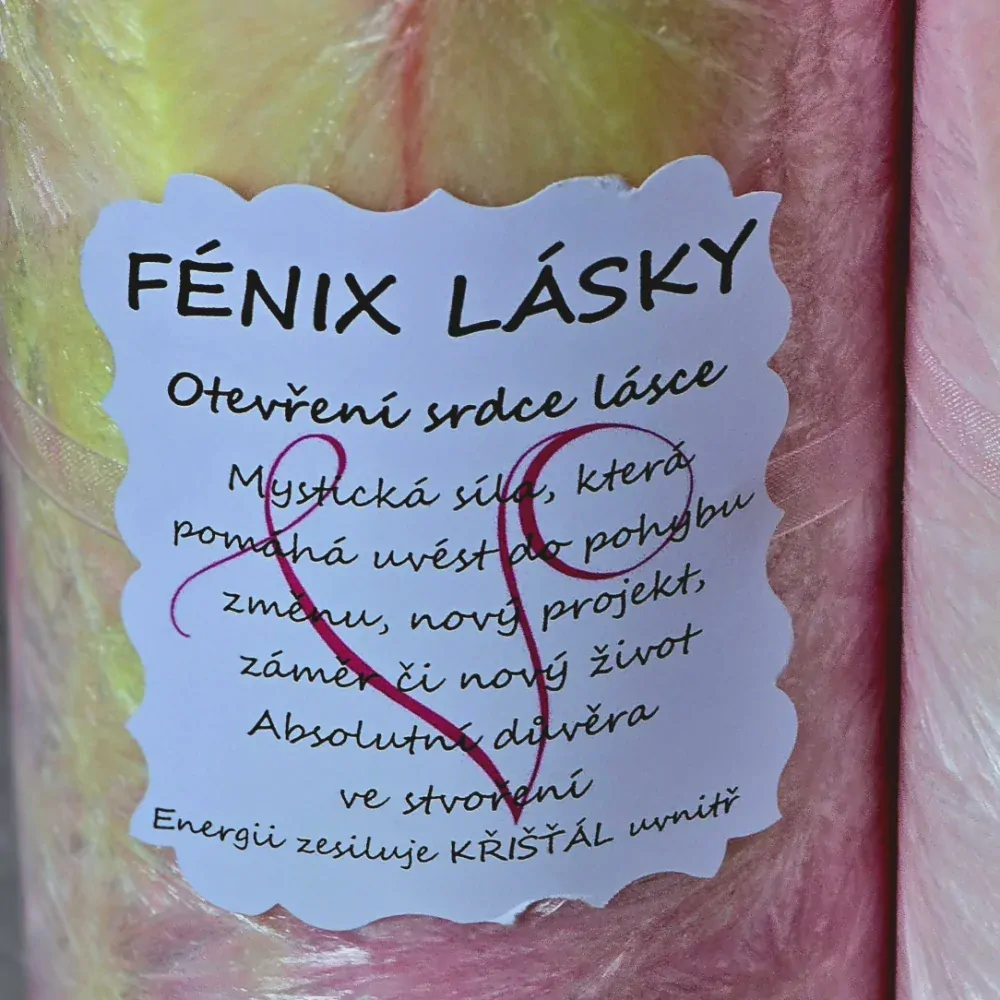 FÉNIX LÁSKY
Otevření srdce lásce
Mystická síla, která
pomáhá uvést do pohybu
změnu, nový projekt,
záměr či nový život
Absolutní důvěra
ve stvoření
Energii zesiluje KŘIŠŤÁL uvnitř